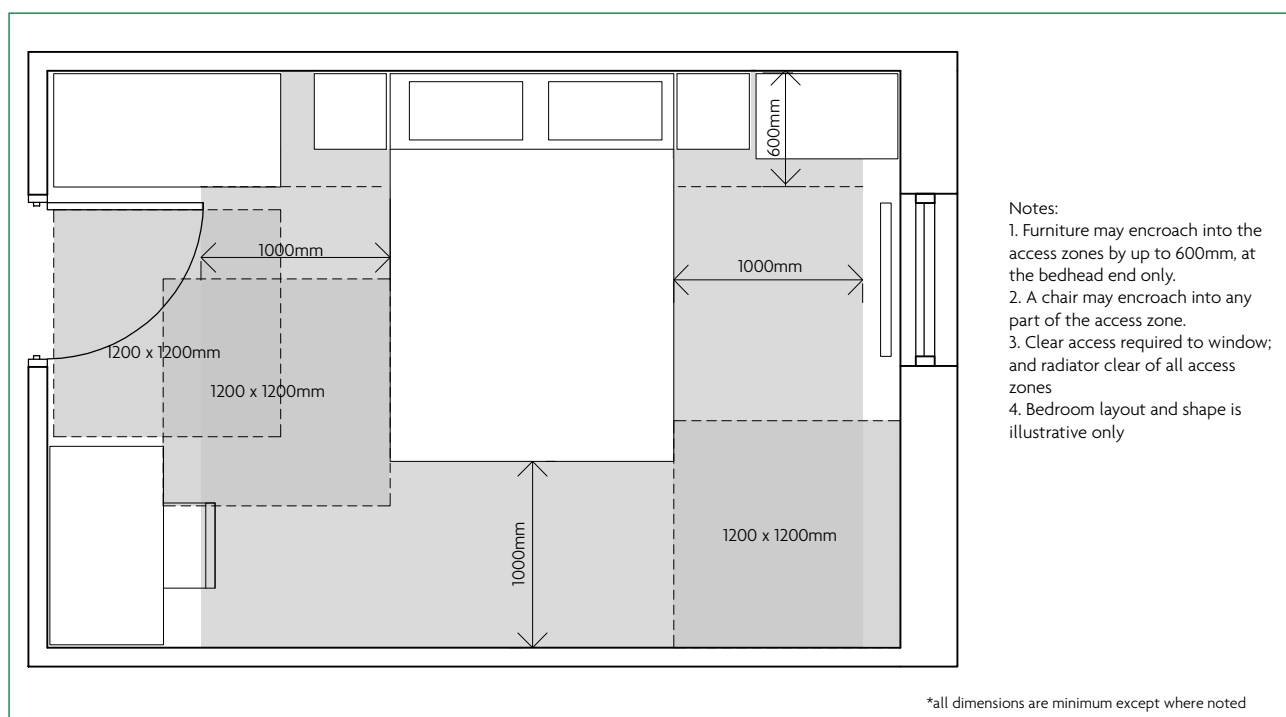 600mm
1000mm
1000mm
1200 x 1200mm
1200 x 1200mm
1000mm
1200 x 1200mm
Notes:
1. Furniture may encroach into the
access zones by up to 600mm, at
the bedhead end only.
2. A chair may encroach into any
part of the access zone.
3. Clear access required to window;
and radiator clear of all access
zones
4. Bedroom layout and shape is
illustrative only
*all dimensions are minimum except where noted